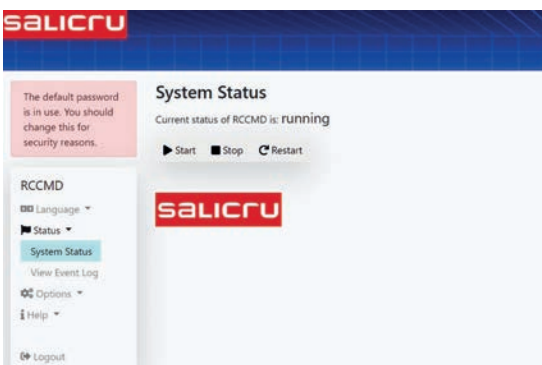 salicru
The default password
is in use. You should
change this for
security reasons.
System Status
Current status of RCCMD is: running
Start Stop Restart
RCCMD
Language
Status
System Status
View Event Log
Options
Help
Logout
salicru